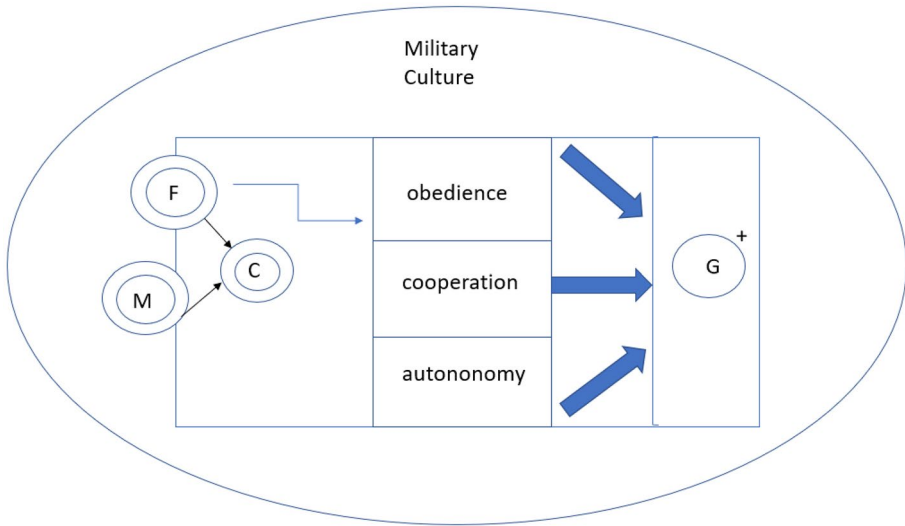 Military
Culture
F
obedience
+
C
G
cooperation
M
autononomy